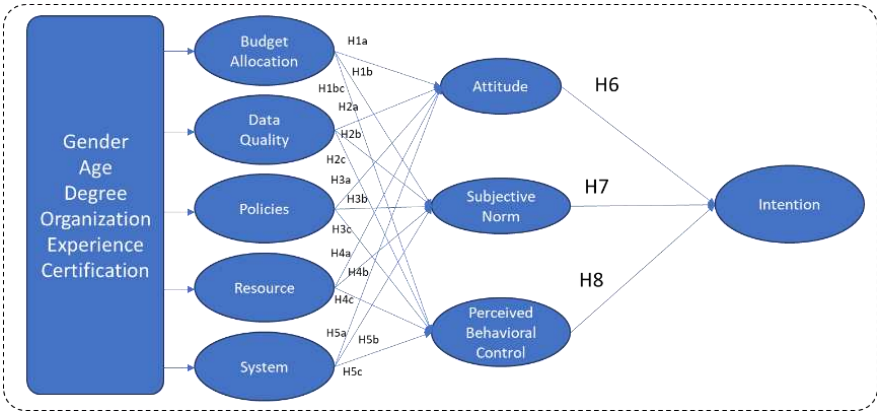 Gender
Age
Degree
Organization
Experience
Certification
Budget
Allocation
Data
Quality
Policies
Resource
System
H1a
H1b
H1bc
H2a
H2b
H2c
H3a
H3b
H3c
H4a
H4b
H4c
H5a
H5b
H5c
Attitude
Subjective
Norm
Perceived
Behavioral
Control
H6
H7
H8
Intention